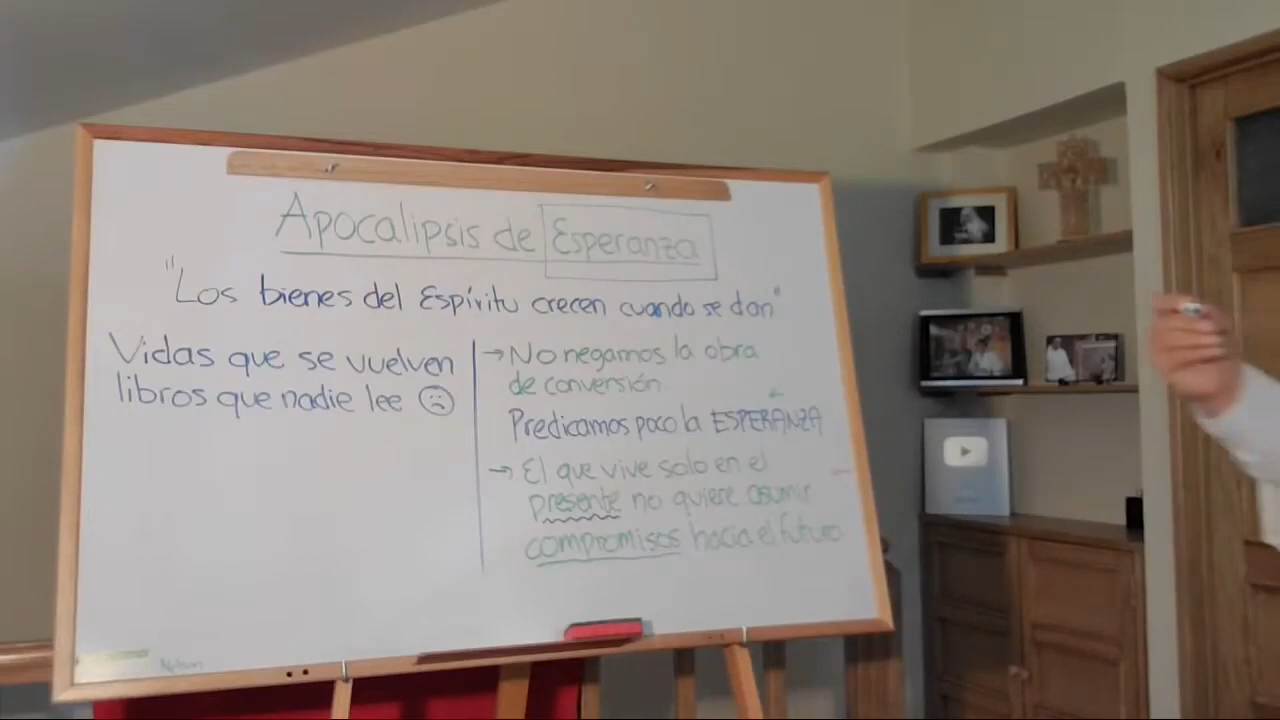 Apocalipsis de Esperanza
"Los bienes del Espíritu crecen cuando se dan"
Vidas que se vuelven
libros que nadie lee
→ No negamos la obra
de conversión
Predicamos poco la ESPERANZA
→ El que vive solo en el
presente no quiere asumir
compromisos hacia el futuro